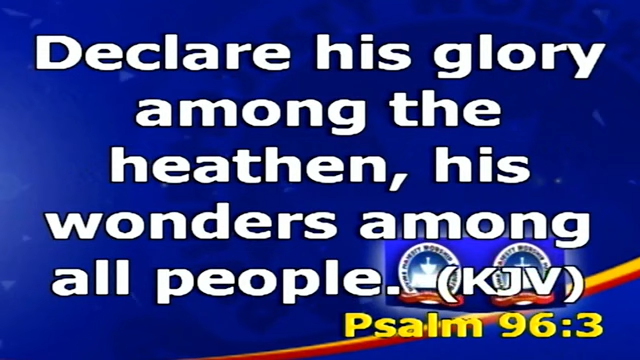 Declare his glory
among the
heathen, his
wonders among
all people. (KJV)
Psalm 96:3